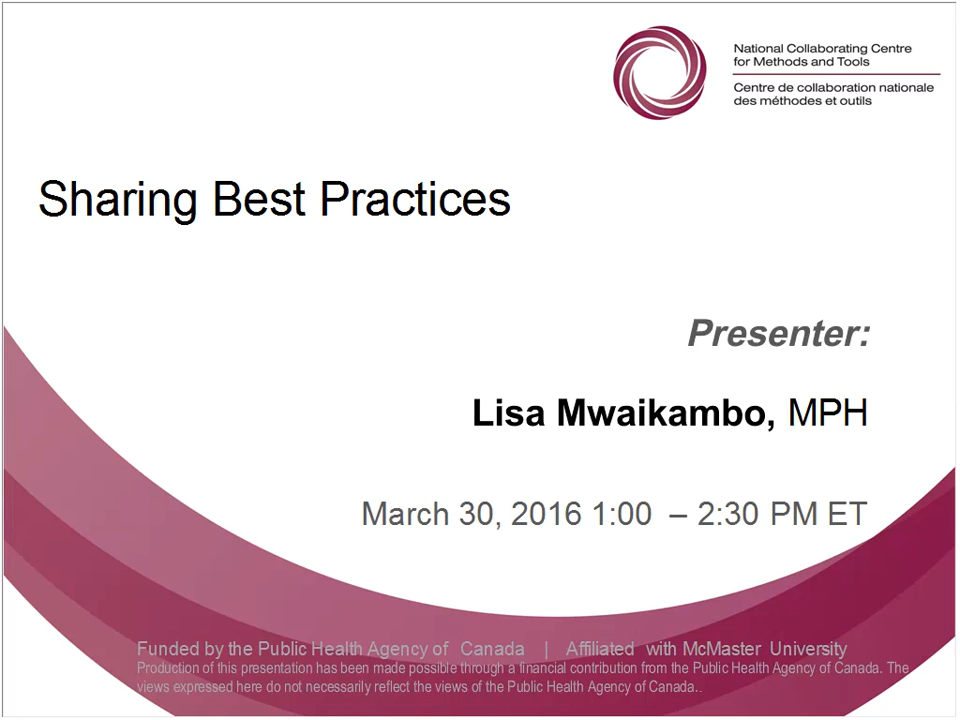 National Collaborating Centre
for Methods and Tools
Centre de collaboration nationale
des méthodes et outils
Sharing Best Practices
Presenter:
Lisa Mwaikambo, MPH
March 30, 2016 1:00 – 2:30 PM ET
Funded by the Public Health Agency of Canada | Affiliated with McMaster University
Production of this presentation has been made possible through a financial contribution from the Public Health Agency of Canada. The
views expressed here do not necessarily reflect the views of the Public Health Agency of Canada..